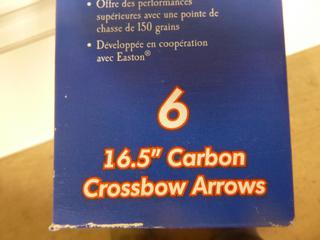 • Offre des performances
supérieures avec une pointe de
chasse de 150 grains
• Développée en coopération
avec Easton®
6
16.5" Carbon
Crossbow Arrows